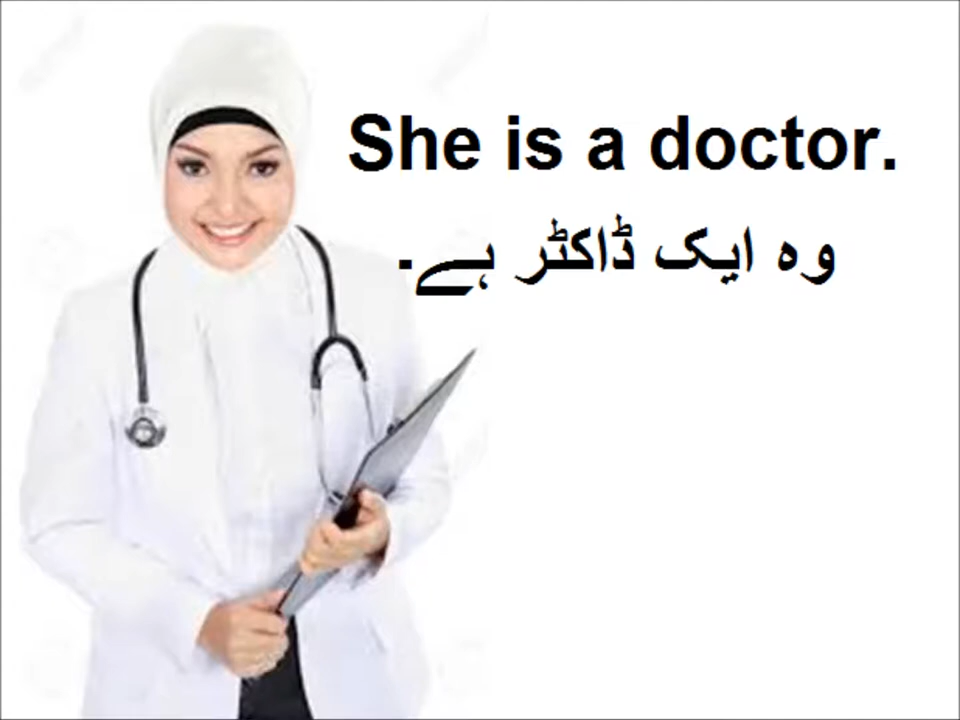 She is a doctor.
وہ ایک ڈاکٹر ہے۔